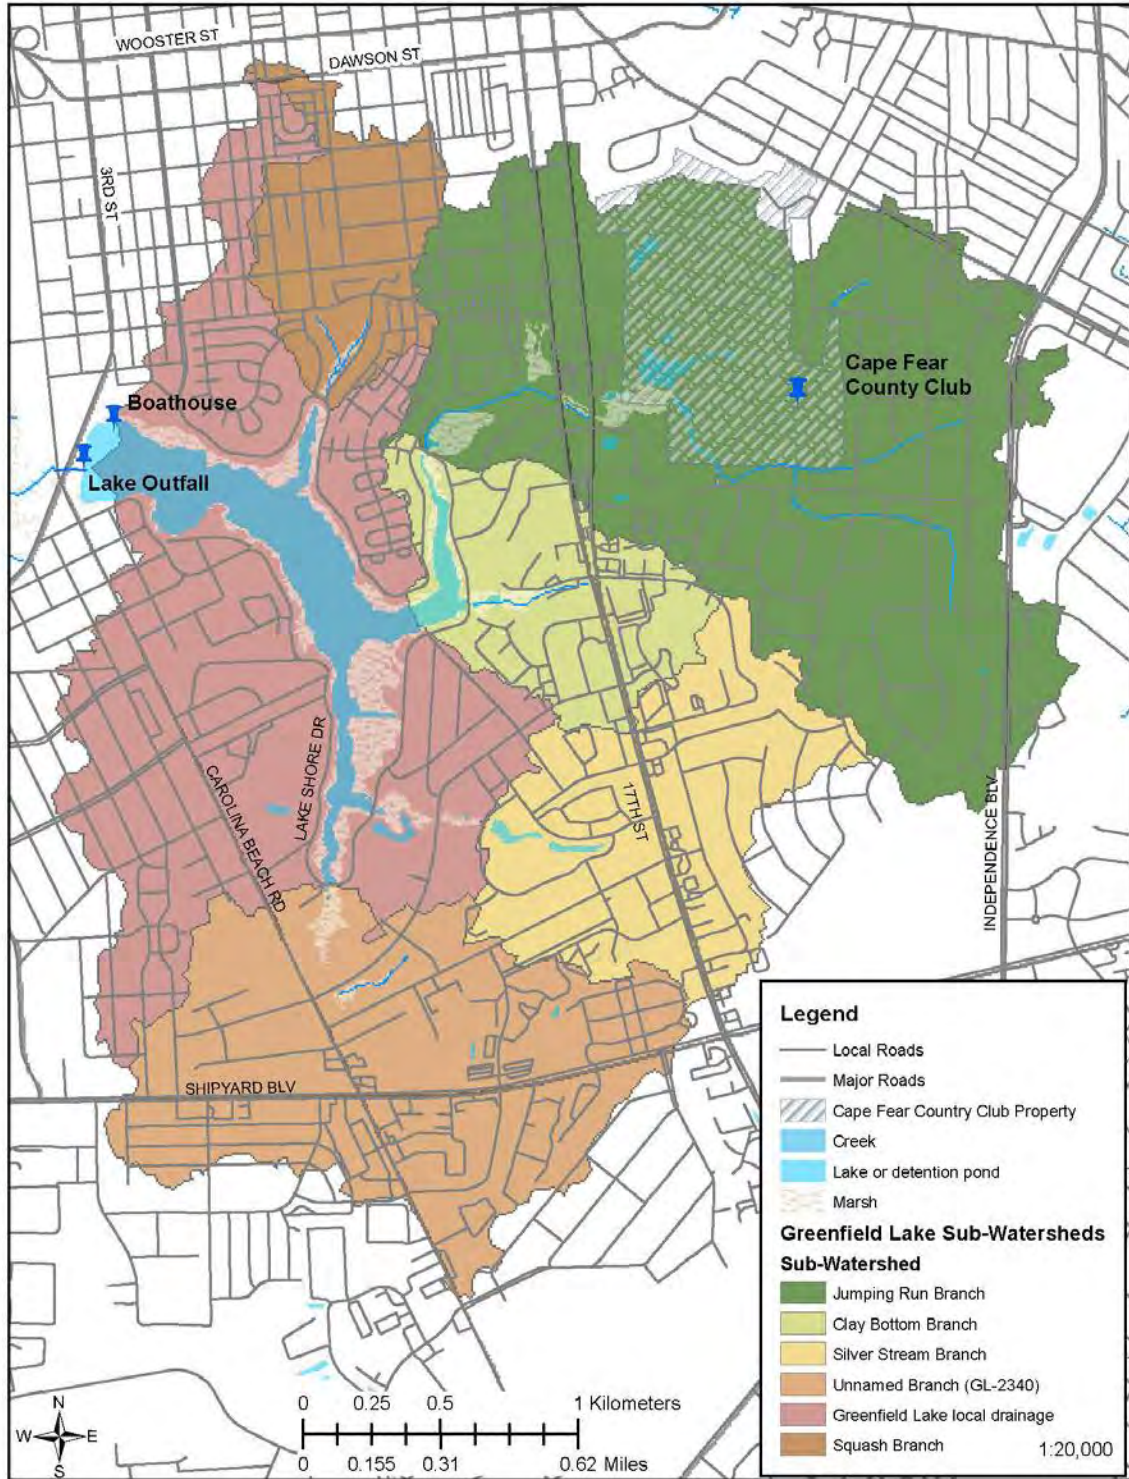 WOOSTER ST
DAWSON ST
3RD ST
Cape Fear
County Club
Boathouse
Lake Outfall
LAKE SHORE DR
CAROLINA BEACH RD
17TH ST
INDEPENDENCE BLV
SHIPYARD BLV
Legend
Local Roads
Major Roads
Cape Fear Country Club Property
Creek
Lake or detention pond
Marsh
Greenfield Lake Sub-Watersheds
Sub-Watershed
Jumping Run Branch
Clay Bottom Branch
Silver Stream Branch
Unnamed Branch (GL-2340)
Greenfield Lake local drainage
Squash Branch
1:20,000
N
W E
S
0 0.25 0.5 1 Kilometers
0 0.155 0.31 0.62 Miles